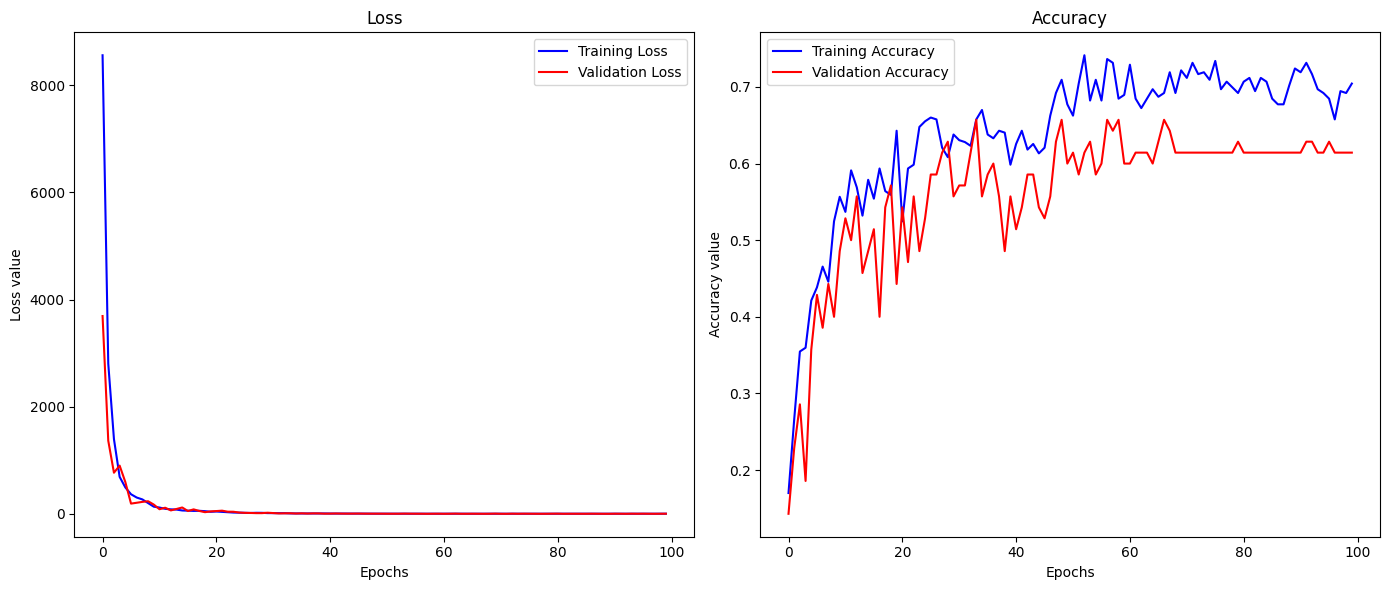 Loss
Training Loss
Validation Loss
8000
6000
4000
2000
0
Loss value
0 20 40 60 80 100
Epochs
Accuracy
Training Accuracy
Validation Accuracy
0.7
0.6
0.5
0.4
0.3
0.2
Accuracy value
0 20 40 60 80 100
Epochs